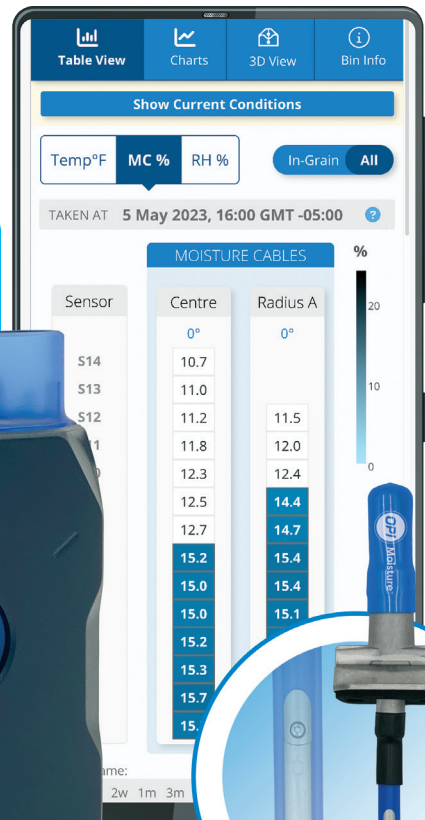 Table View Charts 3D View Bin Info
Show Current Conditions
Temp°F MC % RH % In-Grain All
TAKEN AT 5 May 2023, 16:00 GMT -05:00 ?
MOISTURE CABLES %
Sensor Centre Radius A
0° 0°
20
S14 10.7
S13 11.0
S12 11.2 11.5
10
11.8 12.0
12.3 12.4
0
12.5 14.4
12.7 14.7
15.2 15.4
15.0 15.4
15.0 15.1
15.2
15.3
15.7
2w 1m 3m
OPI Moisture